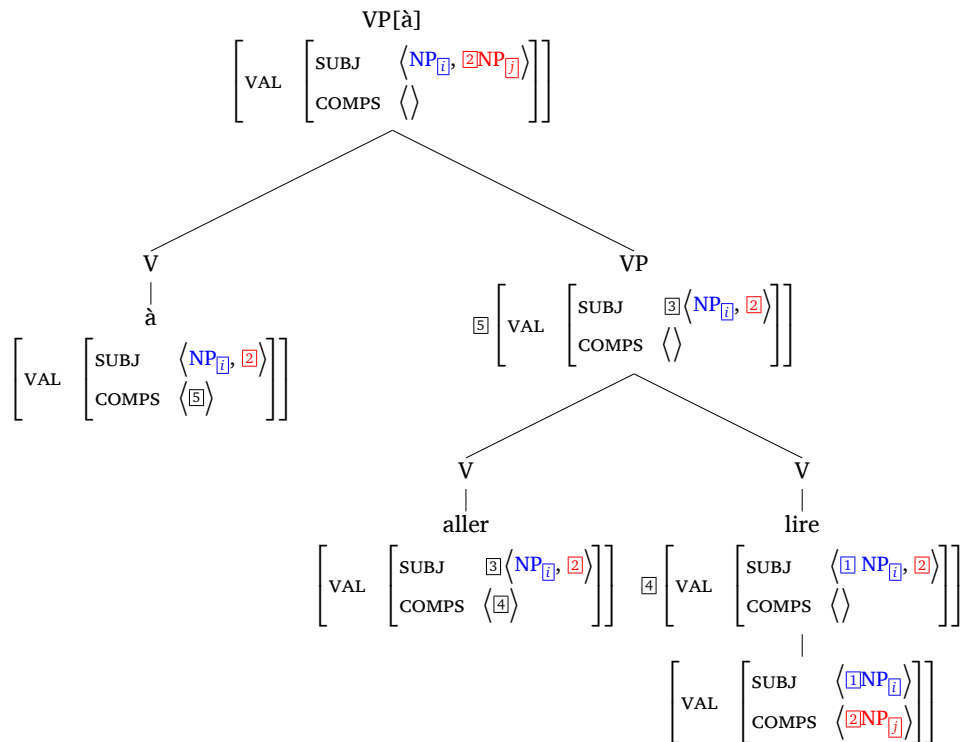 VP[à]
[VAL [SUBJ ⟨NP[i], [2]NP[j]⟩
COMPS ⟨⟩]]
V VP
à
[5] [VAL [SUBJ [3]⟨NP[i], [2]⟩
COMPS ⟨⟩]]
[VAL [SUBJ ⟨NP[i], [2]⟩
COMPS ⟨[5]⟩]]
V V
aller lire
[VAL [SUBJ [3]⟨NP[i], [2]⟩
COMPS ⟨[4]⟩]]
[4] [VAL [SUBJ ⟨[1] NP[i], [2]⟩
COMPS ⟨⟩]]
[VAL [SUBJ ⟨[1]NP[i]⟩
COMPS ⟨[2]NP[j]⟩]]